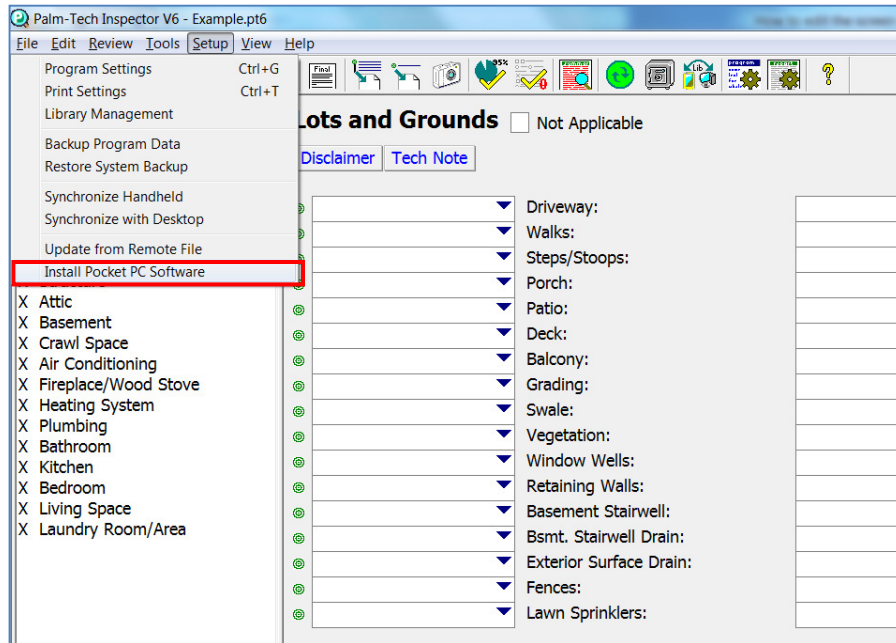 Palm-Tech Inspector V6 - Example.pt6
File Edit Review Tools Setup View Help
Program Settings Ctrl+G
Print Settings Ctrl+T
Library Management
Backup Program Data
Restore System Backup
Synchronize Handheld
Synchronize with Desktop
Update from Remote File
Install Pocket PC Software
Final
95%
Lib
program
Lots and Grounds Not Applicable
Disclaimer Tech Note
X Attic
X Basement
X Crawl Space
X Air Conditioning
X Fireplace/Wood Stove
X Heating System
X Plumbing
X Bathroom
X Kitchen
X Bedroom
X Living Space
X Laundry Room/Area
Driveway:
Walks:
Steps/Stoops:
Porch:
Patio:
Deck:
Balcony:
Grading:
Swale:
Vegetation:
Window Wells:
Retaining Walls:
Basement Stairwell:
Bsmt. Stairwell Drain:
Exterior Surface Drain:
Fences:
Lawn Sprinklers: